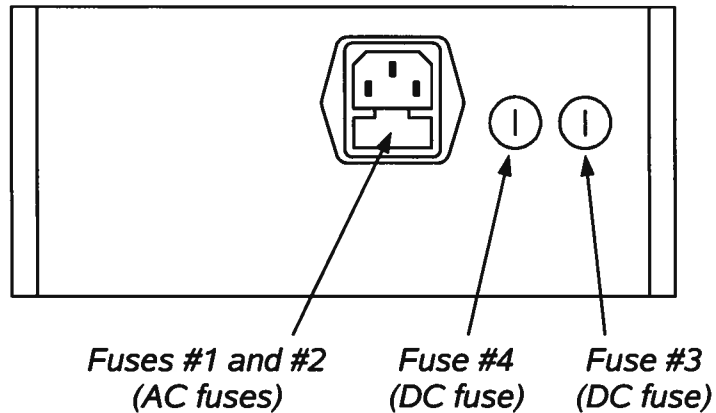 Fuses #1 and #2
(AC fuses)
Fuse #4
(DC fuse)
Fuse #3
(DC fuse)